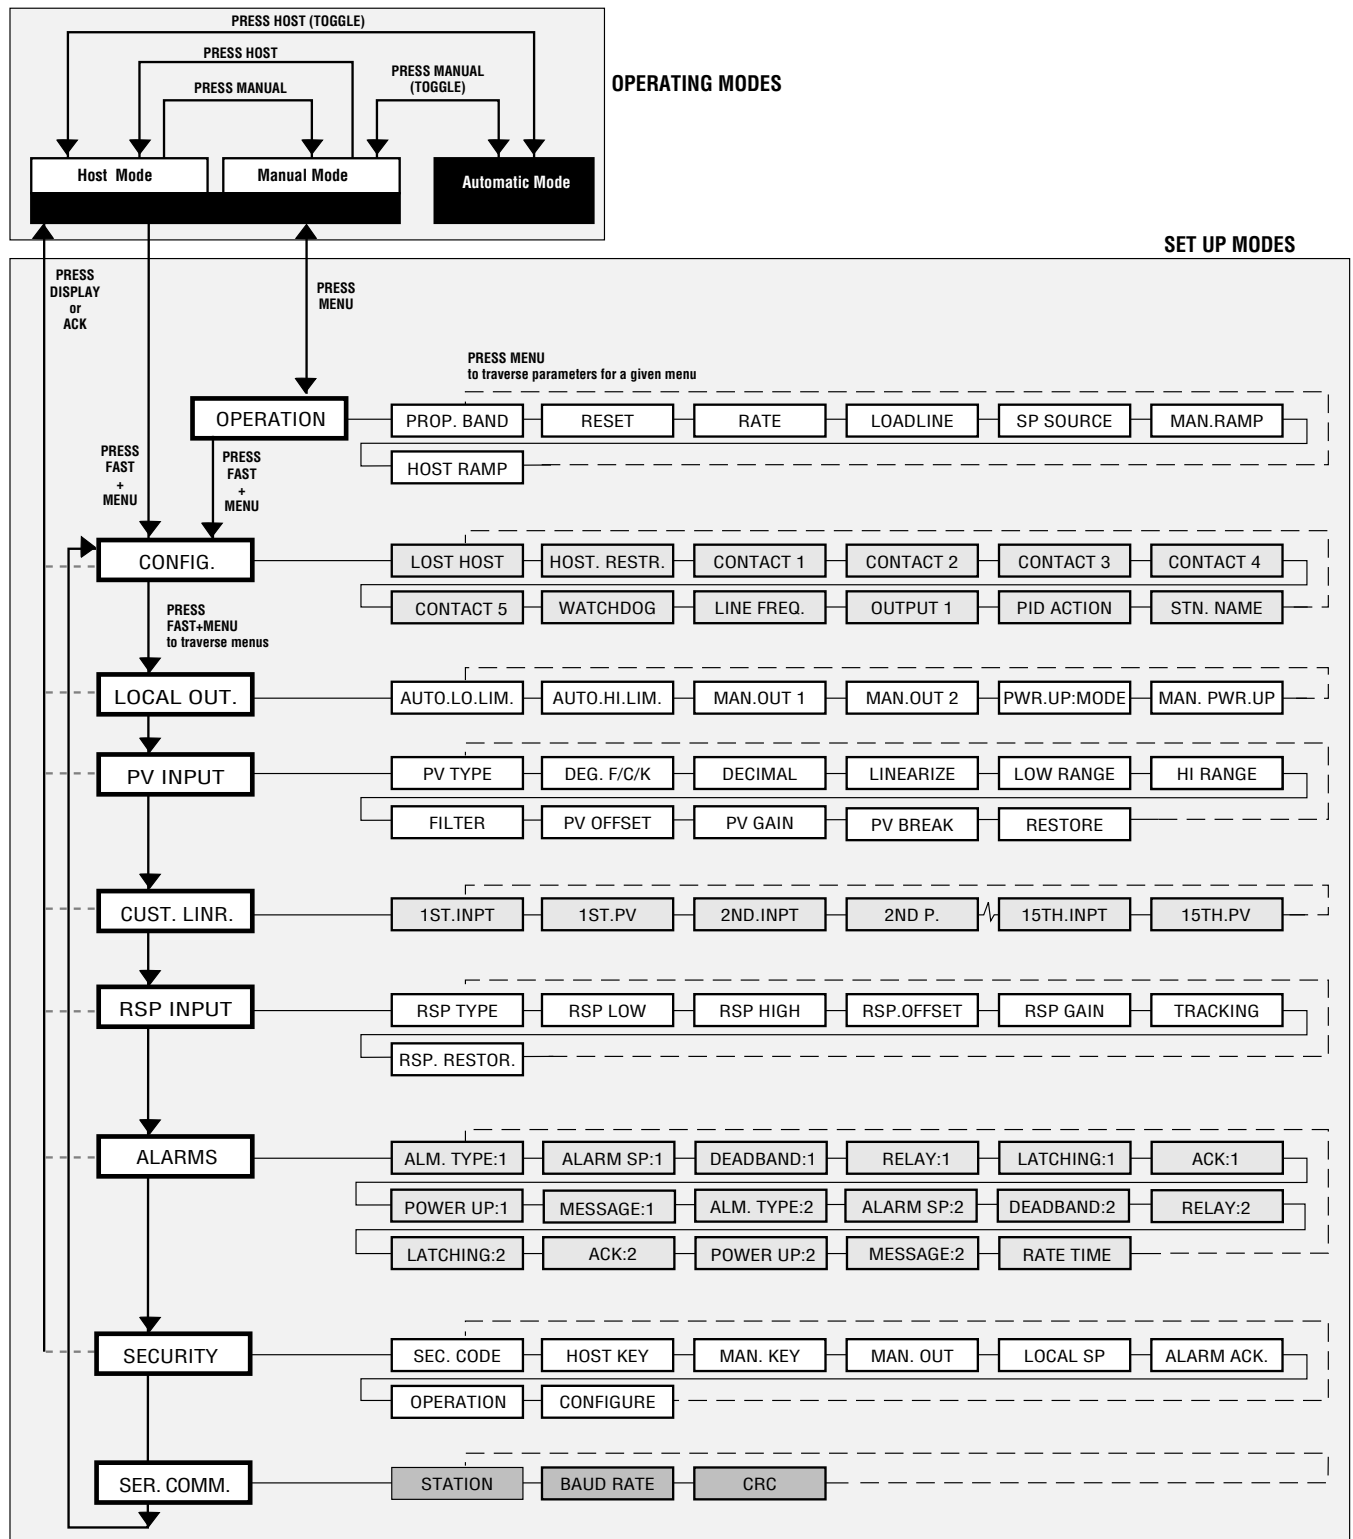 PRESS HOST (TOGGLE)
PRESS HOST
PRESS MANUAL
PRESS MANUAL
(TOGGLE)
OPERATING MODES
Host Mode
Manual Mode
Automatic Mode
SET UP MODES
PRESS
DISPLAY
or
ACK
PRESS
MENU
PRESS MENU
to traverse parameters for a given menu
OPERATION
PROP. BAND
RESET
RATE
LOADLINE
SP SOURCE
MAN.RAMP
HOST RAMP
PRESS
FAST
+
MENU
PRESS
FAST
+
MENU
CONFIG.
LOST HOST
HOST. RESTR.
CONTACT 1
CONTACT 2
CONTACT 3
CONTACT 4
CONTACT 5
WATCHDOG
LINE FREQ.
OUTPUT 1
PID ACTION
STN. NAME
PRESS
FAST+MENU
to traverse menus
LOCAL OUT.
AUTO.LO.LIM.
AUTO.HI.LIM.
MAN.OUT 1
MAN.OUT 2
PWR.UP:MODE
MAN. PWR.UP
PV INPUT
PV TYPE
DEG. F/C/K
DECIMAL
LINEARIZE
LOW RANGE
HI RANGE
FILTER
PV OFFSET
PV GAIN
PV BREAK
RESTORE
CUST. LINR.
1ST.INPT
1ST.PV
2ND.INPT
2ND P.
15TH.INPT
15TH.PV
RSP INPUT
RSP TYPE
RSP LOW
RSP HIGH
RSP.OFFSET
RSP GAIN
TRACKING
RSP. RESTOR.
ALARMS
ALM. TYPE:1
ALARM SP:1
DEADBAND:1
RELAY:1
LATCHING:1
ACK:1
POWER UP:1
MESSAGE:1
ALM. TYPE:2
ALARM SP:2
DEADBAND:2
RELAY:2
LATCHING:2
ACK:2
POWER UP:2
MESSAGE:2
RATE TIME
SECURITY
SEC. CODE
HOST KEY
MAN. KEY
MAN. OUT
LOCAL SP
ALARM ACK.
OPERATION
CONFIGURE
SER. COMM.
STATION
BAUD RATE
CRC